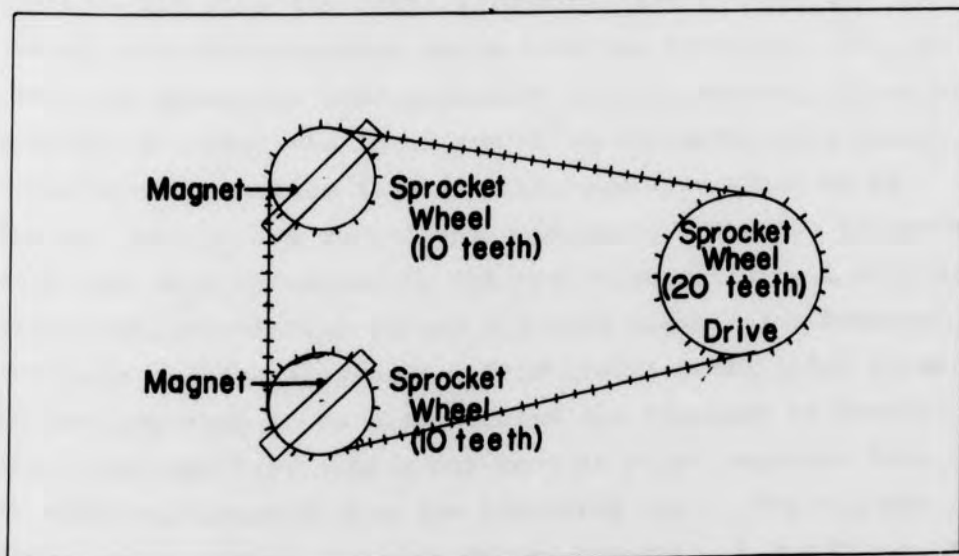 Magnet
Sprocket
Wheel
(10 teeth)
Sprocket
Wheel
(20 teeth)
Drive
Magnet
Sprocket
Wheel
(10 teeth)